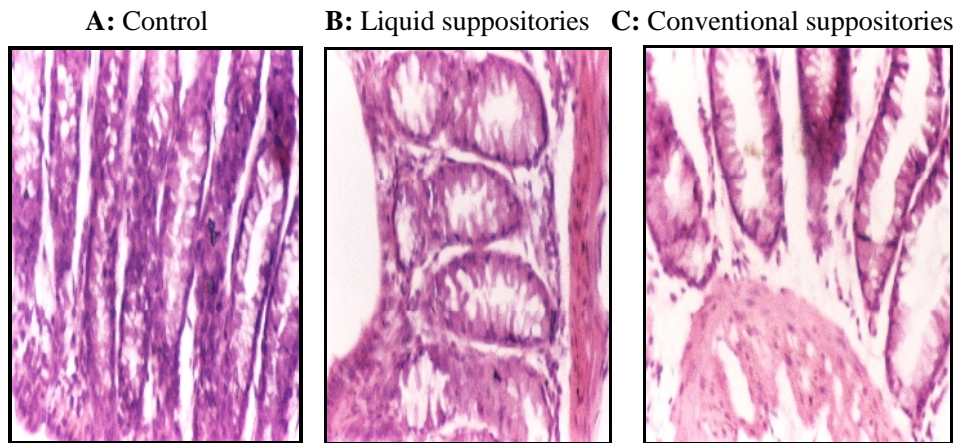 A: Control
B: Liquid suppositories
C: Conventional suppositories